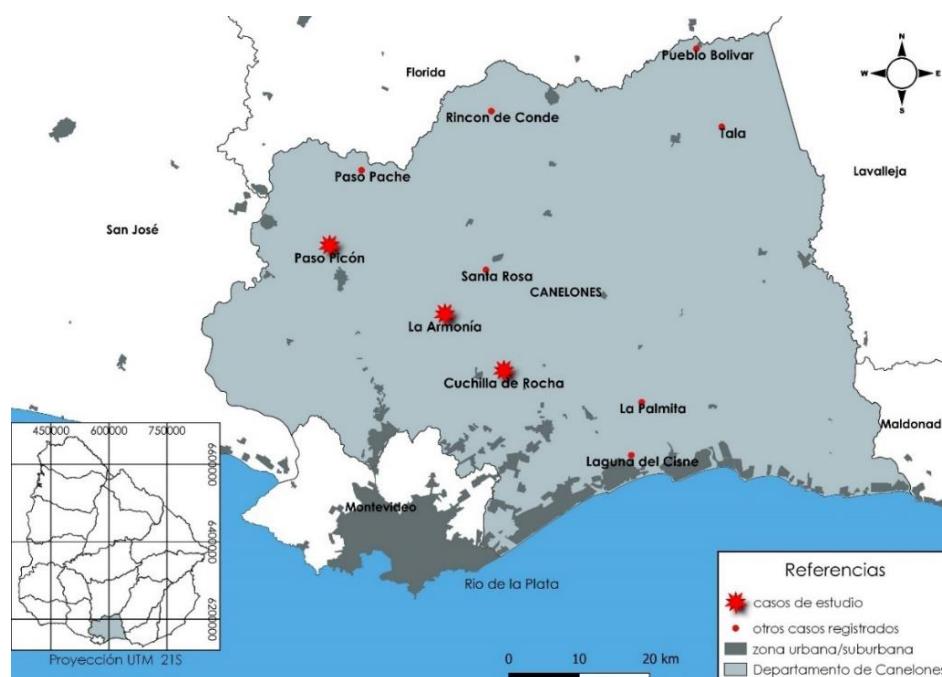 Pueblo Bolivar
N
W E
S
Florida
Rincon de Conde
Tala
Paso Pache
Lavalleja
San José
Paso Picón
Santa Rosa
CANELONES
La Armonía
Cuchilla de Rocha
La Palmita
Maldonad
Laguna del Cisne
Montevideo
Rio de la Plata
450000 600000 750000
6600000
6400000
6200000
Proyección UTM 21S
0 10 20 km
Referencias
casos de estudio
otros casos registrados
zona urbana/suburbana
Departamento de Canelones